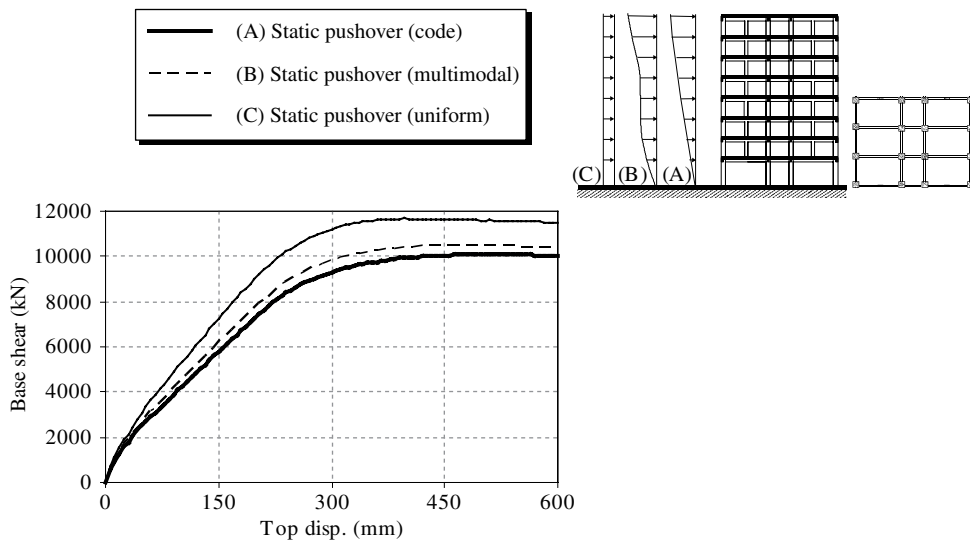 (A) Static pushover (code)
(B) Static pushover (multimodal)
(C) Static pushover (uniform)
(C) (B) (A)
12000
10000
8000
6000
4000
2000
0
Base shear (kN)
0 150 300 450 600
Top disp. (mm)